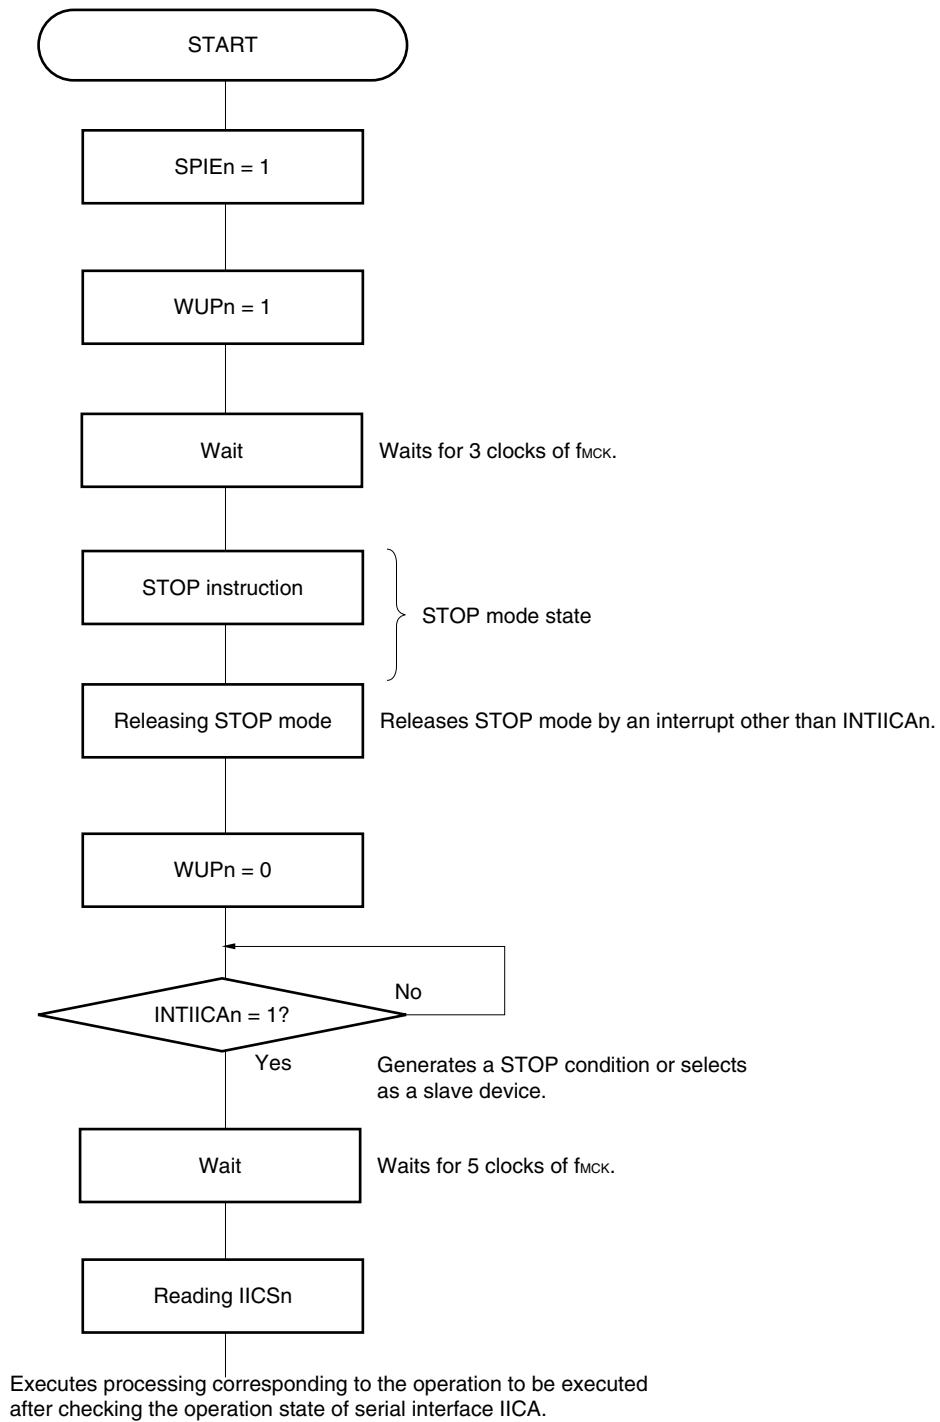 START
SPIEn = 1
WUPn = 1
Wait
Waits for 3 clocks of fMCK.
STOP instruction
STOP mode state
Releasing STOP mode
Releases STOP mode by an interrupt other than INTIICAn.
WUPn = 0
No
INTIICAn = 1?
Yes
Generates a STOP condition or selects
as a slave device.
Wait
Waits for 5 clocks of fMCK.
Reading IICSn
Executes processing corresponding to the operation to be executed
after checking the operation state of serial interface IICA.